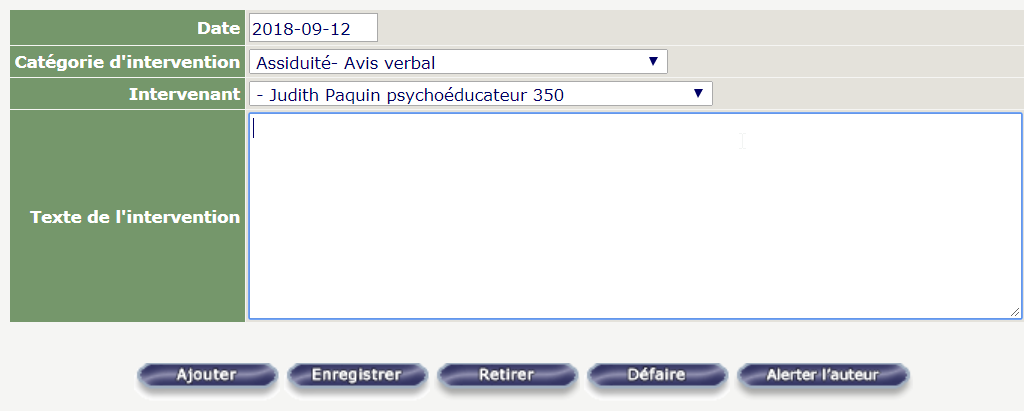 Date 2018-09-12
Catégorie d'intervention Assiduité- Avis verbal
Intervenant - Judith Paquin psychoéducateur 350
Texte de l'intervention
Ajouter Enregistrer Retirer Défaire Alerter l'auteur